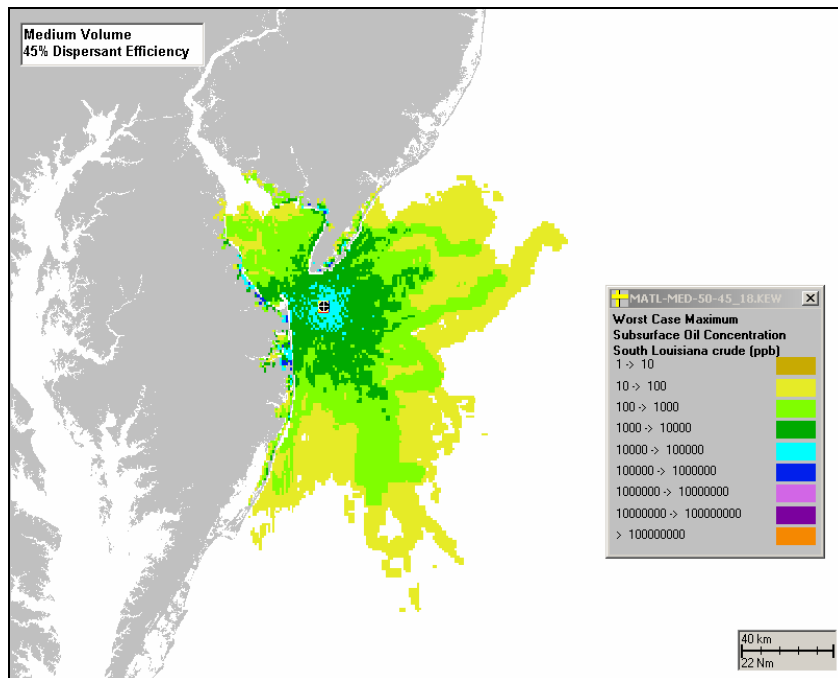 Medium Volume
45% Dispersant Efficiency
MATL-MED-50-45_18.KEW
Worst Case Maximum
Subsurface Oil Concentration
South Louisiana crude (ppb)
1 -> 10
10 -> 100
100 -> 1000
1000 -> 10000
10000 -> 100000
100000 -> 1000000
1000000 -> 10000000
10000000 -> 100000000
> 100000000
40 km
22 Nm